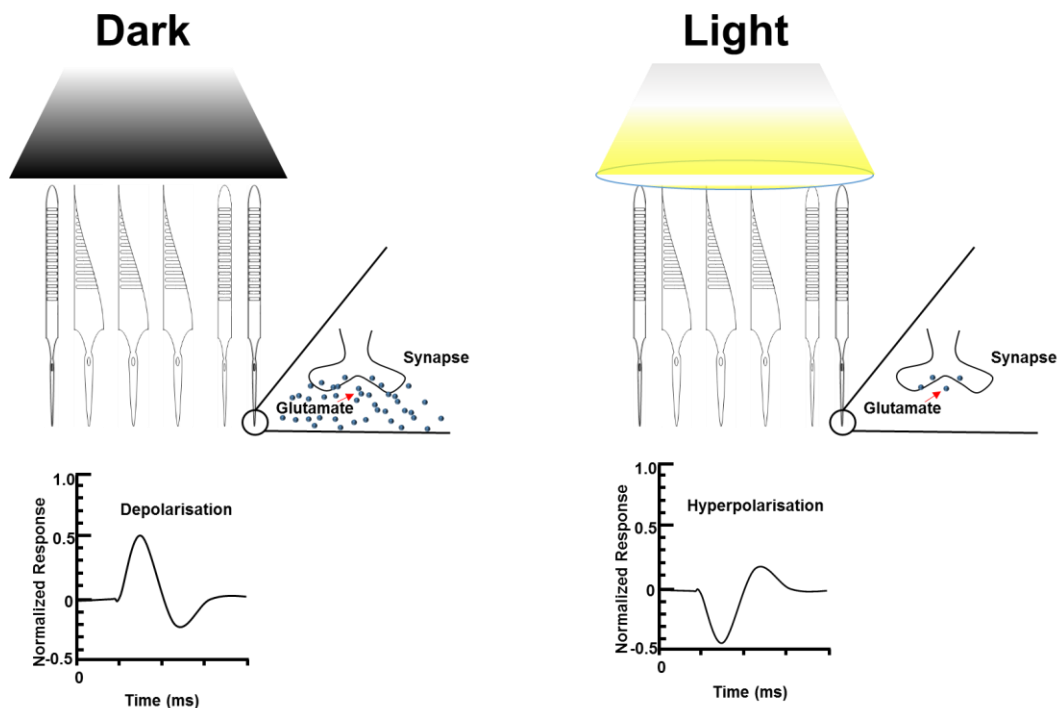 Dark
Synapse
Glutamate
1.0
0.5
0
-0.5
Normalized Response
Depolarisation
0
Time (ms)
Light
Synapse
Glutamate
1.0
0.5
0
-0.5
Normalized Response
Hyperpolarisation
0
Time (ms)